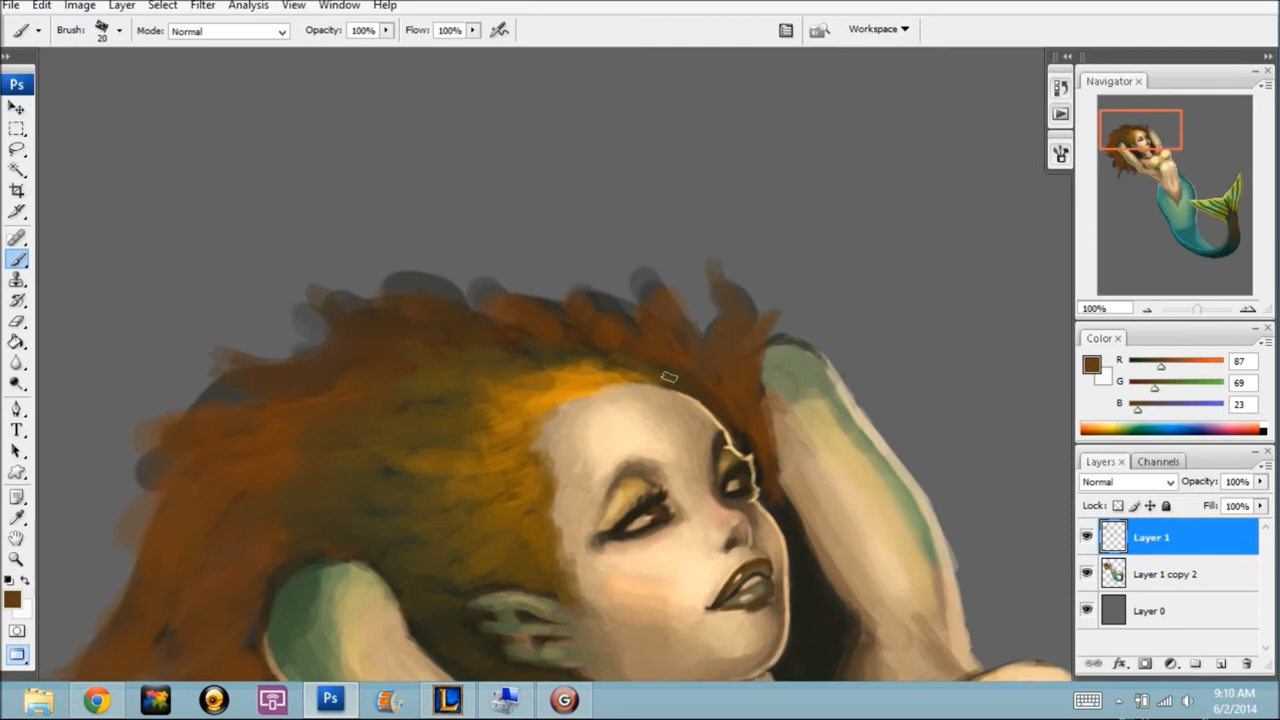 File Edit Image Layer Select Filter Analysis View Window Help
Brush: 20 Mode: Normal Opacity: 100% Flow: 100% Workspace
Ps
Navigator
100%
Color
R 87
G 69
B 23
Layers Channels
Normal Opacity: 100%
Lock: Fill: 100%
Layer 1
Layer 1 copy 2
Layer 0
T
Ps L G 9:10 AM
6/2/2014